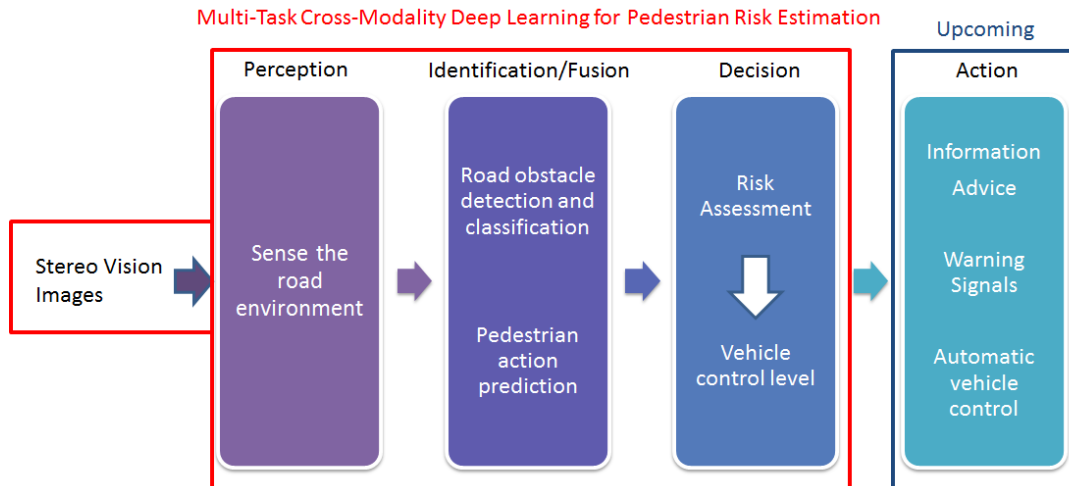 Multi-Task Cross-Modality Deep Learning for Pedestrian Risk Estimation
Upcoming
Perception
Identification/Fusion
Decision
Action
Stereo Vision
Images
Sense the
road
environment
Road obstacle
detection and
classification
Pedestrian
action
prediction
Risk
Assessment
Vehicle
control level
Information
Advice
Warning
Signals
Automatic
vehicle
control